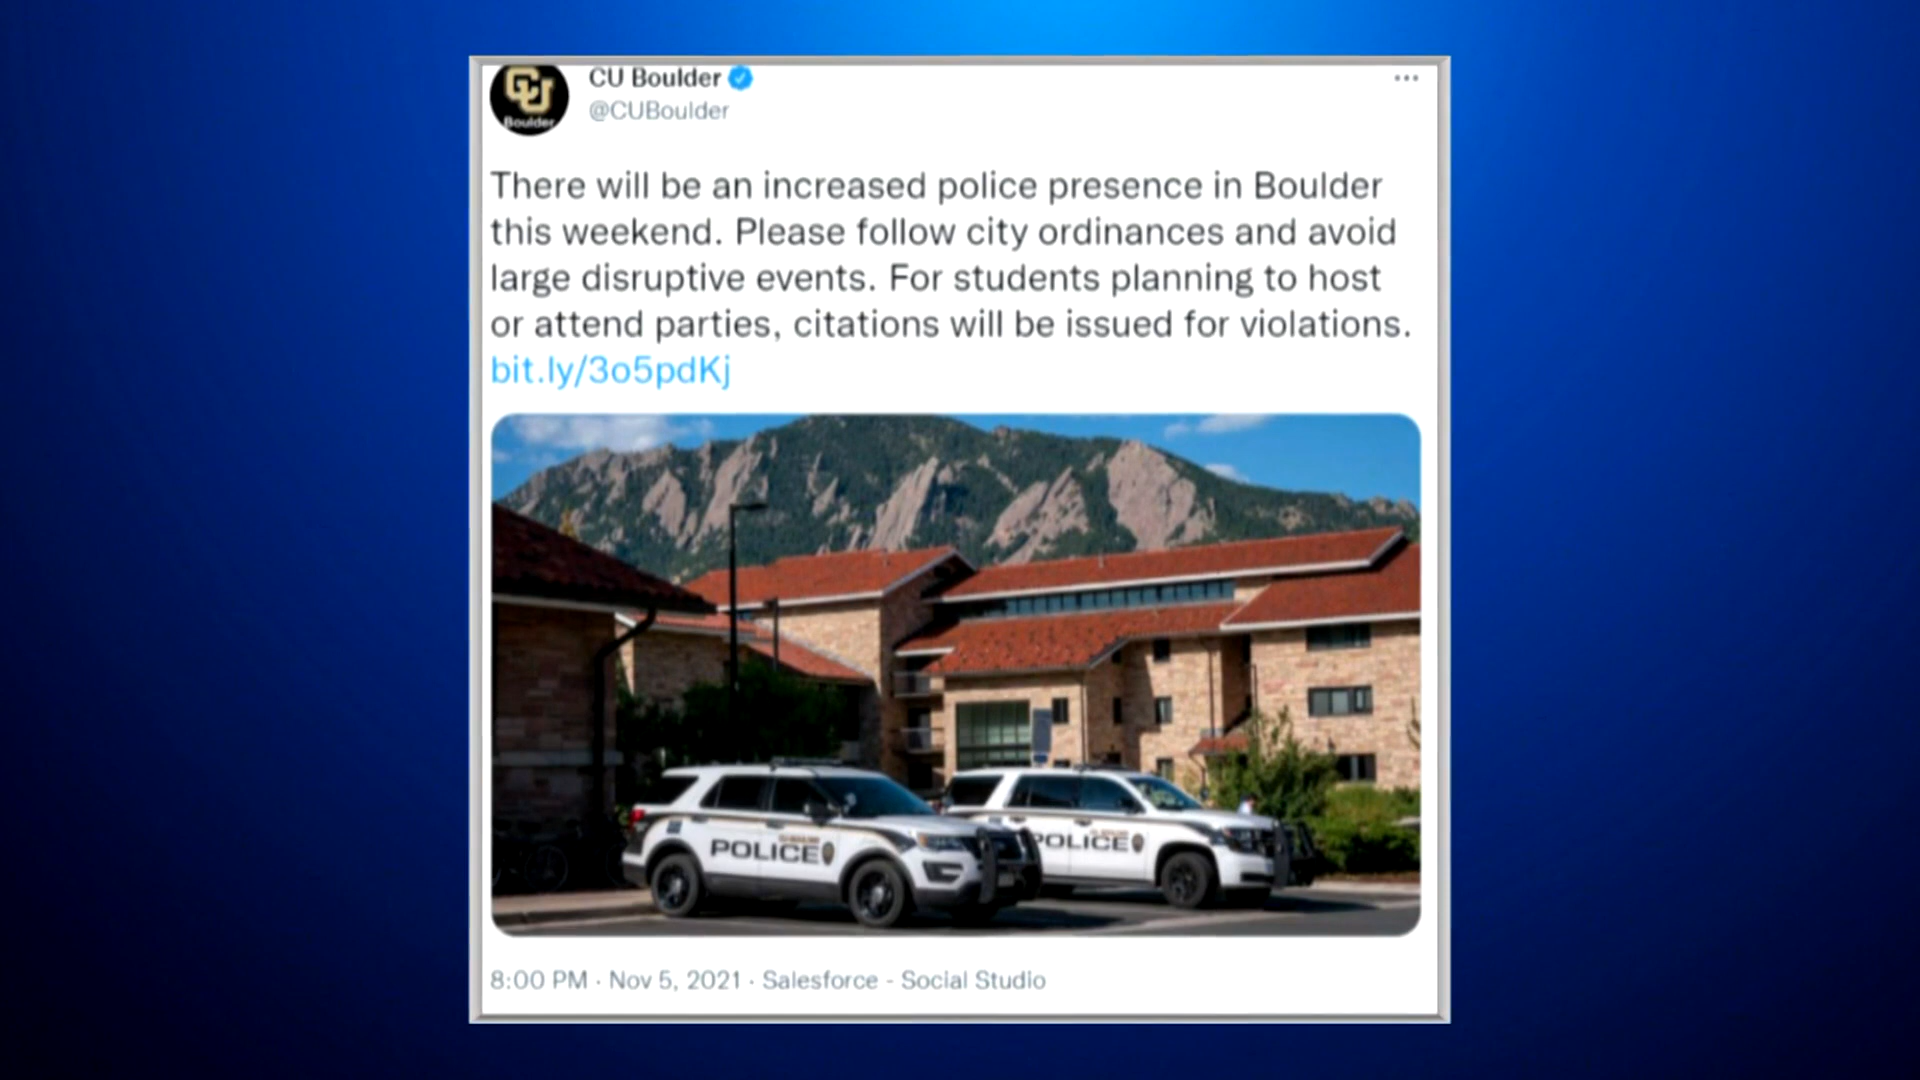 CU Boulder
@CUBoulder
CU
Boulder
There will be an increased police presence in Boulder
this weekend. Please follow city ordinances and avoid
large disruptive events. For students planning to host
or attend parties, citations will be issued for violations.
bit.ly/3o5pdKj
POLICE
POLICE
8:00 PM · Nov 5, 2021 · Salesforce - Social Studio